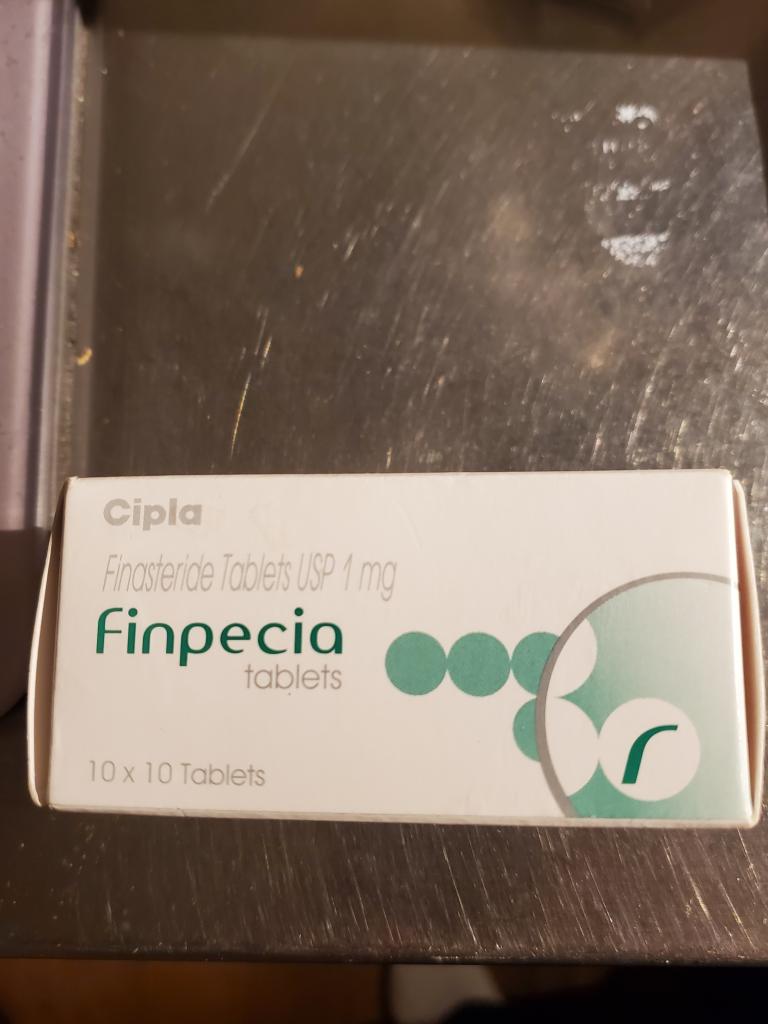 Cipla
Finasteride Tablets USP 1 mg
Finpecia
tablets
10 x 10 Tablets